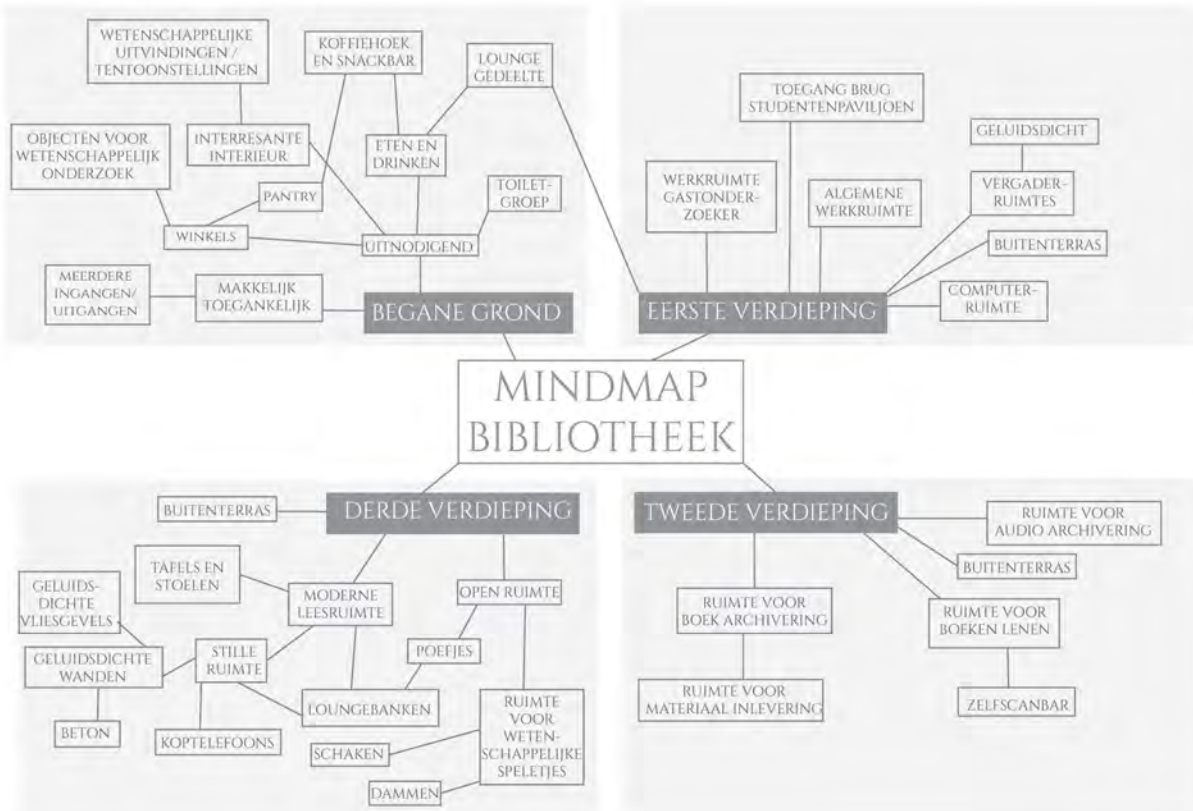 WETENSCHAPPELIJKE
UITVINDINGEN /
TENTOONSTELLINGEN
KOFFIEHOEK
EN SNACKBAR
LOUNGE
GEDEELTE
OBJECTEN VOOR
WETENSCHAPPELIJK
ONDERZOEK
INTERRESANTE
INTERIEUR
ETEN EN
DRINKEN
PANTRY
TOILET-
GROEP
WINKELS
UITNODIGEND
MEERDERE
INGANGEN/
UITGANGEN
MAKKELIJK
TOEGANKELIJK
BEGANE GROND
TOEGANG BRUG
STUDENTENPAVILJOEN
GELUIDSDICHT
WERKRUIMTE
GASTONDER-
ZOEKER
ALGEMENE
WERKRUIMTE
VERGADER-
RUIMTES
BUITENTERRAS
COMPUTER-
RUIMTE
EERSTE VERDIEPING
MINDMAP
BIBLIOTHEEK
DERDE VERDIEPING
BUITENTERRAS
TAFELS EN
STOELEN
GELUIDS-
DICHTE
VLIESGEVELS
MODERNE
LEESRUIMTE
OPEN RUIMTE
GELUIDSDICHTE
WANDEN
STILLE
RUIMTE
POEFJES
LOUNGEBANKEN
BETON
KOPTELEFOONS
SCHAKEN
RUIMTE
VOOR
WETEN-
SCHAPPELIJKE
SPELETJES
DAMMEN
TWEEDE VERDIEPING
RUIMTE VOOR
AUDIO ARCHIVERING
BUITENTERRAS
RUIMTE VOOR
BOEK ARCHIVERING
RUIMTE VOOR
BOEKEN LENEN
RUIMTE VOOR
MATERIAAL INLEVERING
ZELFSCANBAR